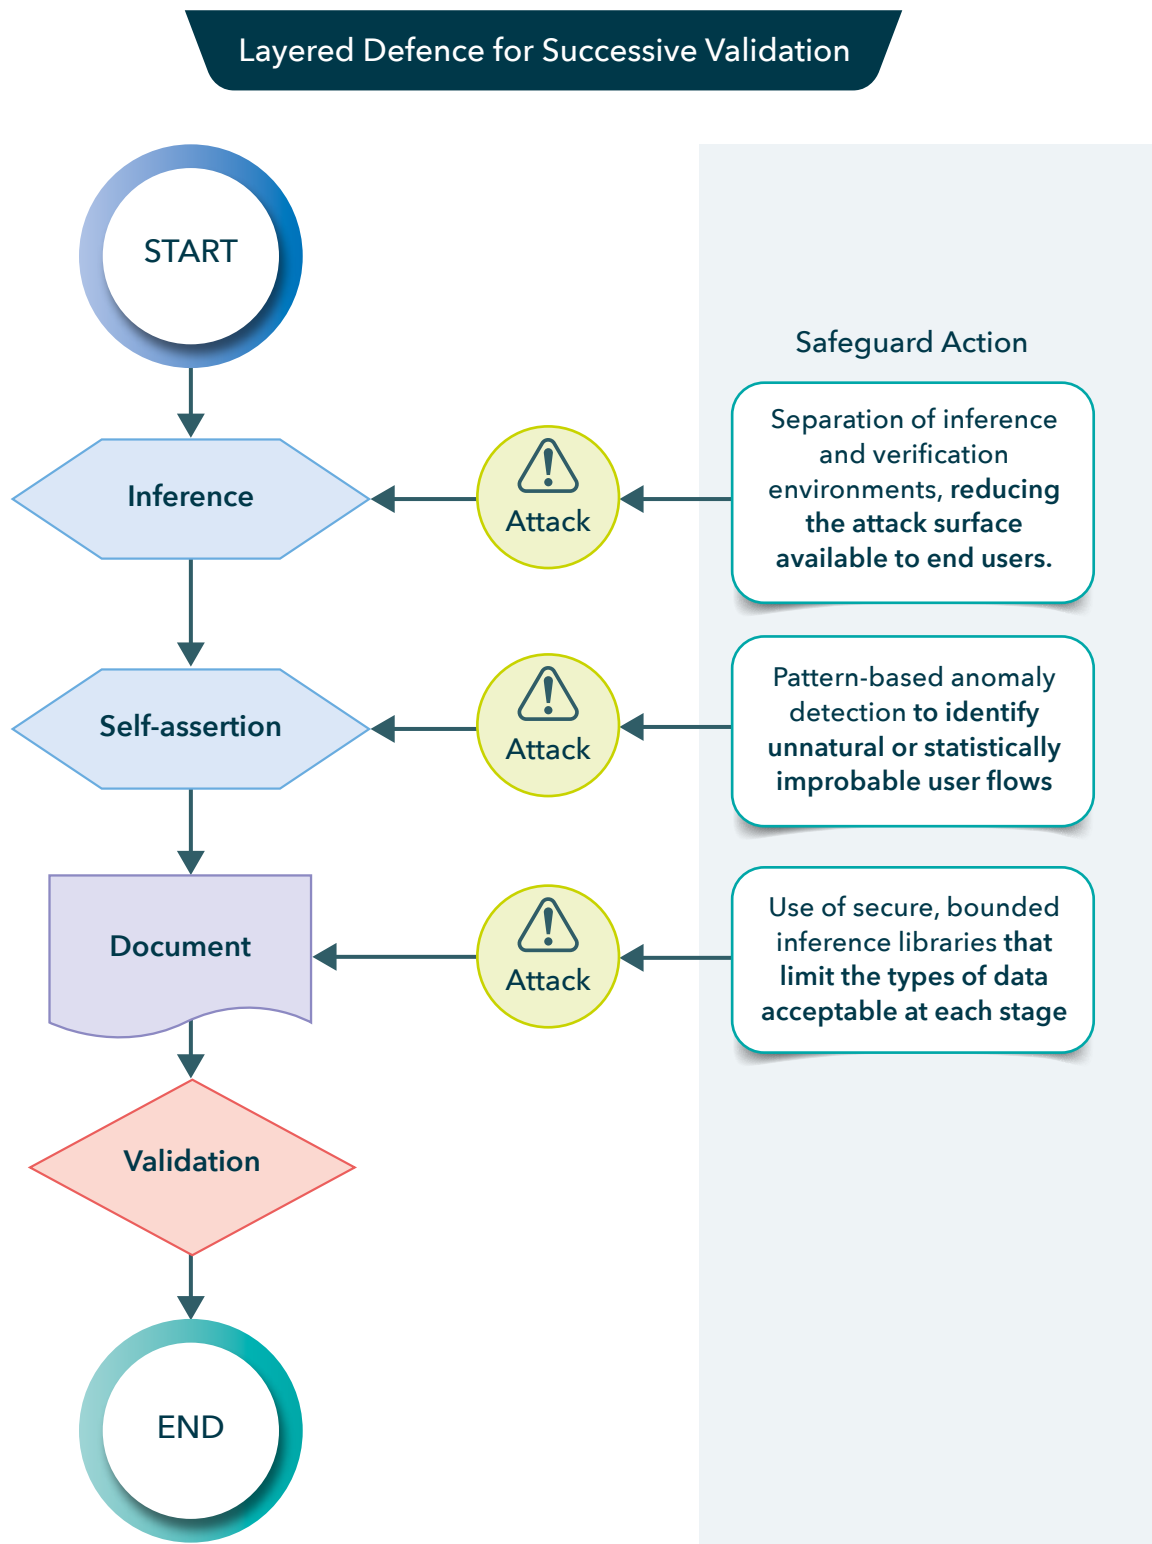 Layered Defence for Successive Validation
START
Safeguard Action
Inference
Attack
Separation of inference
and verification
environments, reducing
the attack surface
available to end users.
Self-assertion
Attack
Pattern-based anomaly
detection to identify
unnatural or statistically
improbable user flows
Document
Attack
Use of secure, bounded
inference libraries that
limit the types of data
acceptable at each stage
Validation
END